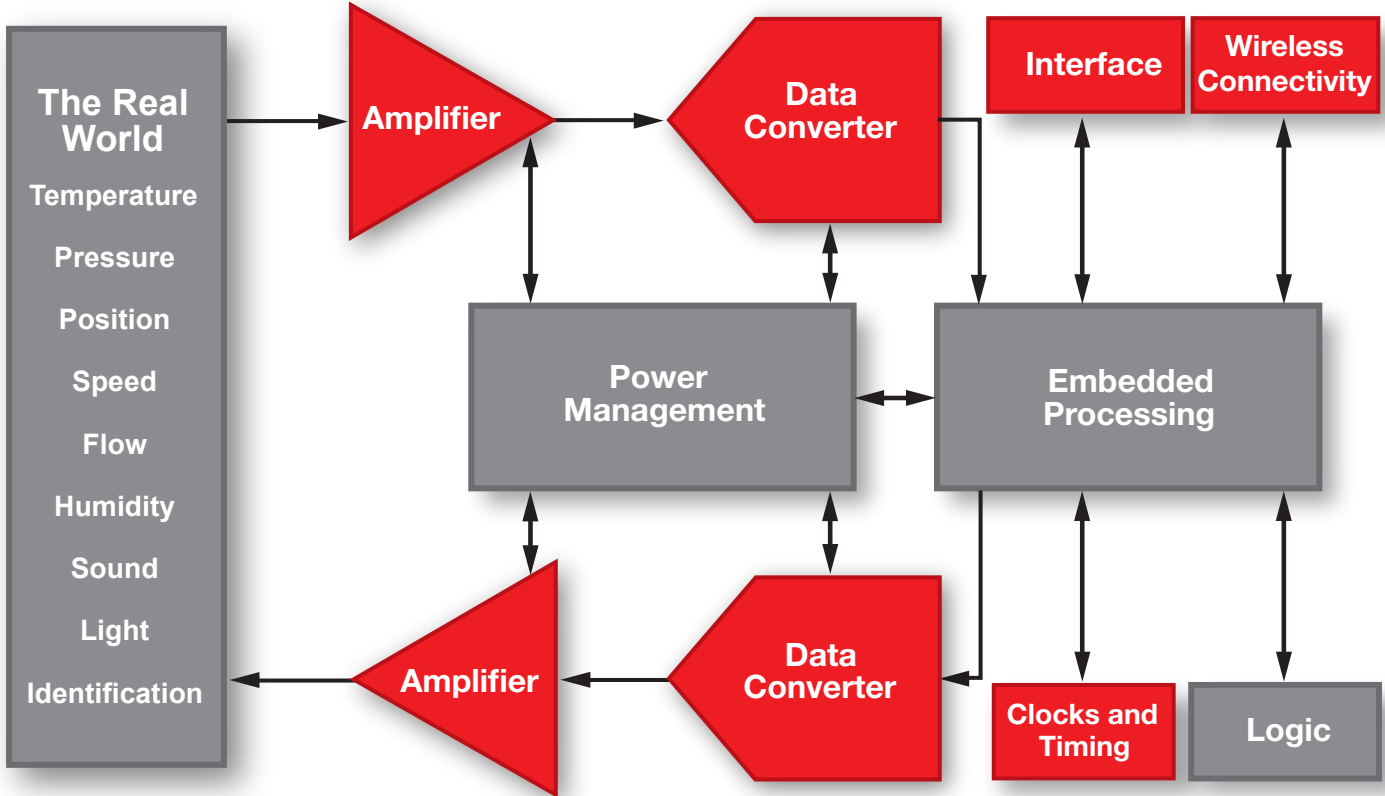 The Real
World
Temperature
Pressure
Position
Speed
Flow
Humidity
Sound
Light
Identification
Amplifier
Data
Converter
Interface
Wireless
Connectivity
Power
Management
Embedded
Processing
Amplifier
Data
Converter
Clocks and
Timing
Logic